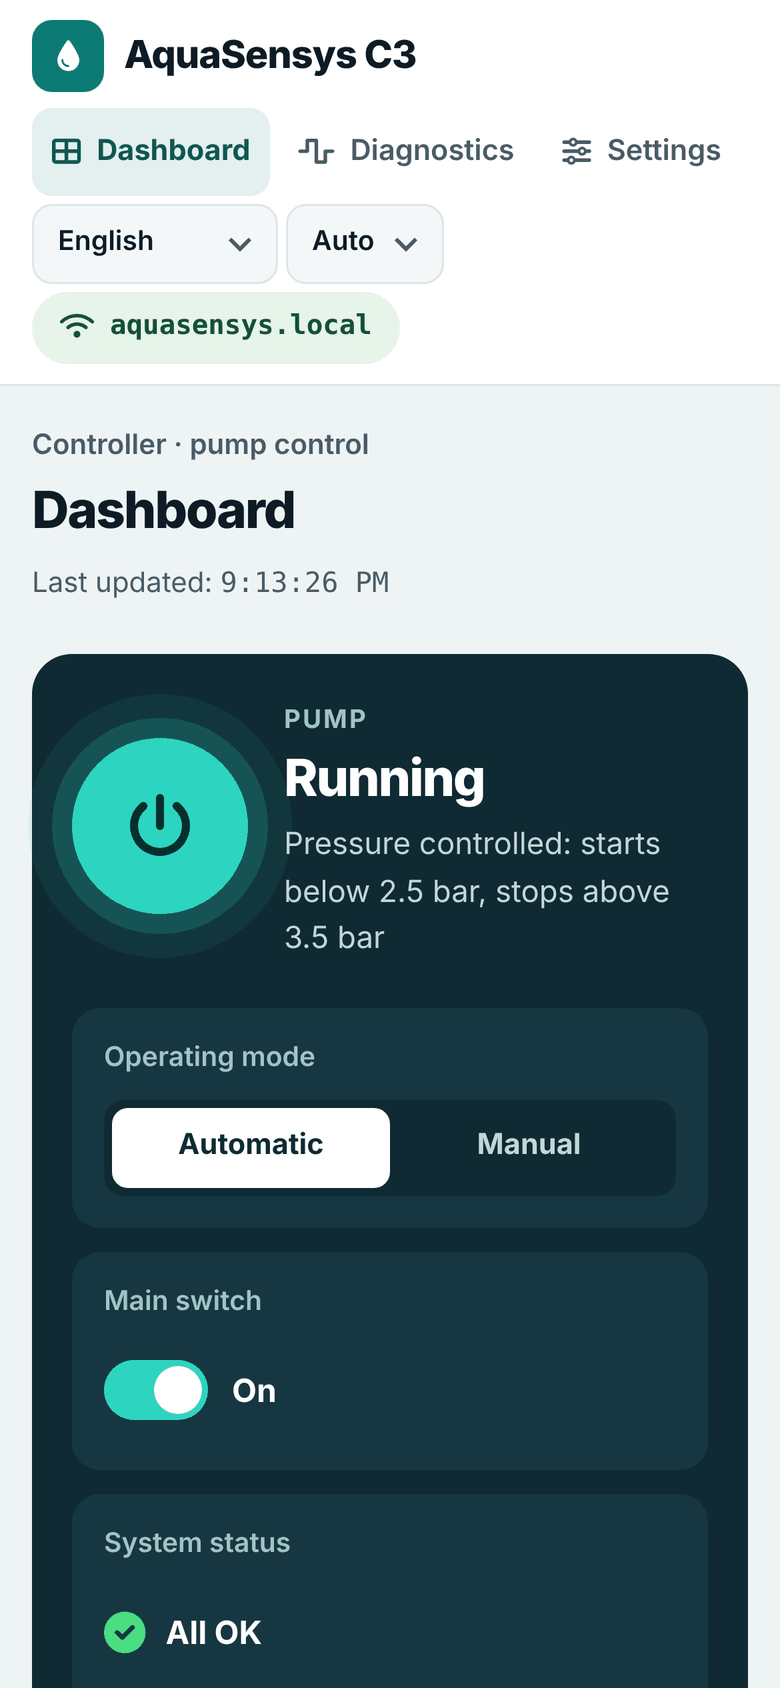 AquaSensys C3
Dashboard Diagnostics Settings
English Auto
aquasensys.local
Controller · pump control
Dashboard
Last updated: 9:13:26 PM
PUMP
Running
Pressure controlled: starts
below 2.5 bar, stops above
3.5 bar
Operating mode
Automatic Manual
Main switch
On
System status
All OK